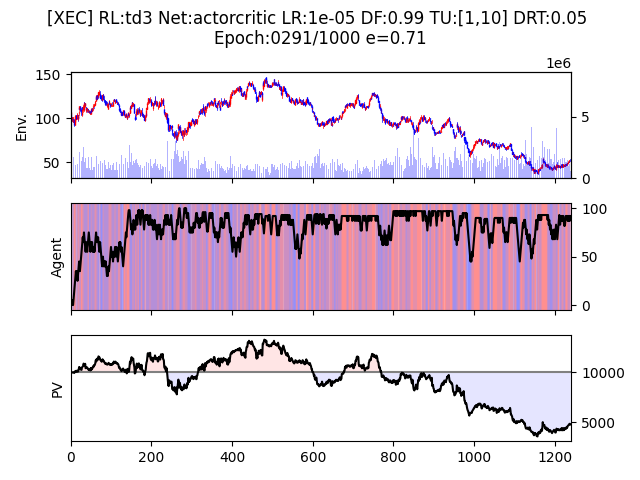 [XEC] RL:td3 Net:actorcritic LR:1e-05 DF:0.99 TU:[1,10] DRT:0.05
Epoch:0291/1000 e=0.71
1e6
150
100
50
Env.
5
0
Agent
100
50
0
PV
10000
5000
0 200 400 600 800 1000 1200